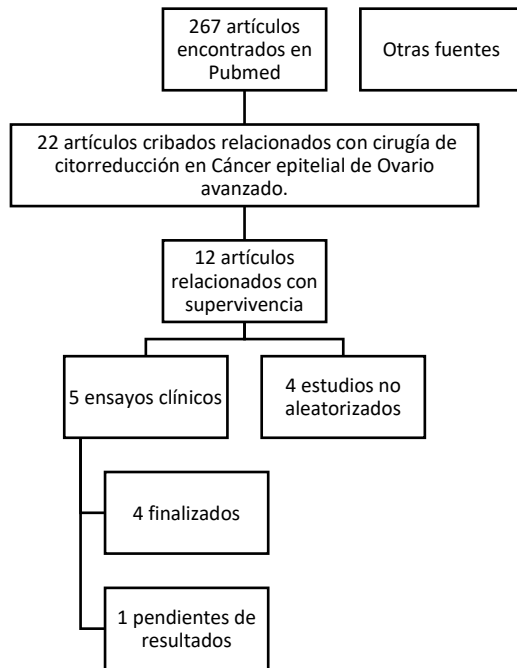 267 artículos
encontrados en
Pubmed
Otras fuentes
22 artículos cribados relacionados con cirugía de
citorreducción en Cáncer epitelial de Ovario
avanzado.
12 artículos
relacionados con
supervivencia
5 ensayos clínicos
4 estudios no
aleatorizados
4 finalizados
1 pendientes de
resultados